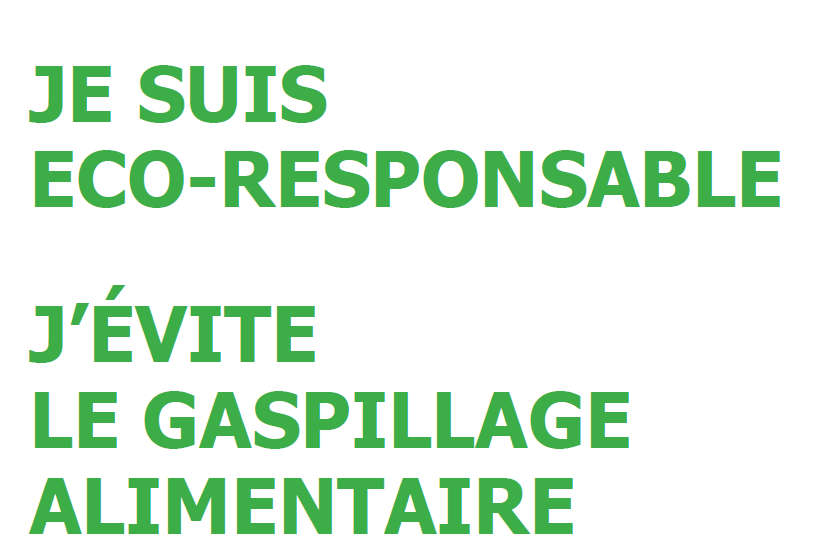 JE SUIS
ECO-RESPONSABLE
J’ÉVITE
LE GASPILLAGE
ALIMENTAIRE